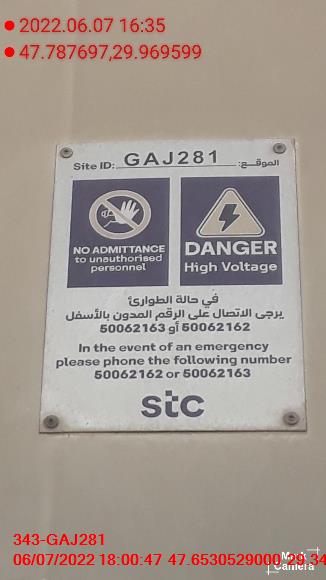 2022.06.07 16:35
47.787697,29.969599
Site ID: GAJ281 الموقع:
NO ADMITTANCE
to unauthorised
personnel
DANGER
High Voltage
في حالة الطوارئ
يرجى الاتصال على الرقم المدون بالأسفل
50062163 أو 50062162
In the event of an emergency
please phone the following number
50062162 or 50062163
stc
343-GAJ281
06/07/2022 18:00:47 47.6530529000,29.34
Camera